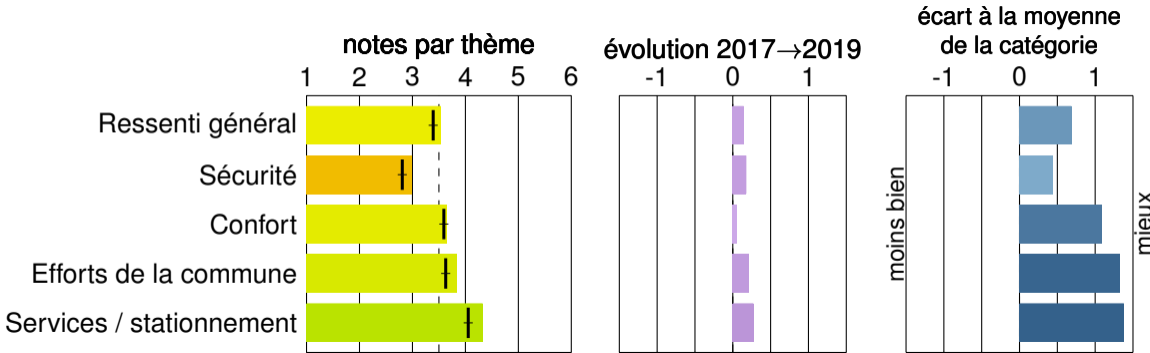 notes par thème
1 2 3 4 5 6
Ressenti général
Sécurité
Confort
Efforts de la commune
Services / stationnement
évolution 2017→2019
-1 0 1
écart à la moyenne
de la catégorie
-1 0 1
moins bien
mieux